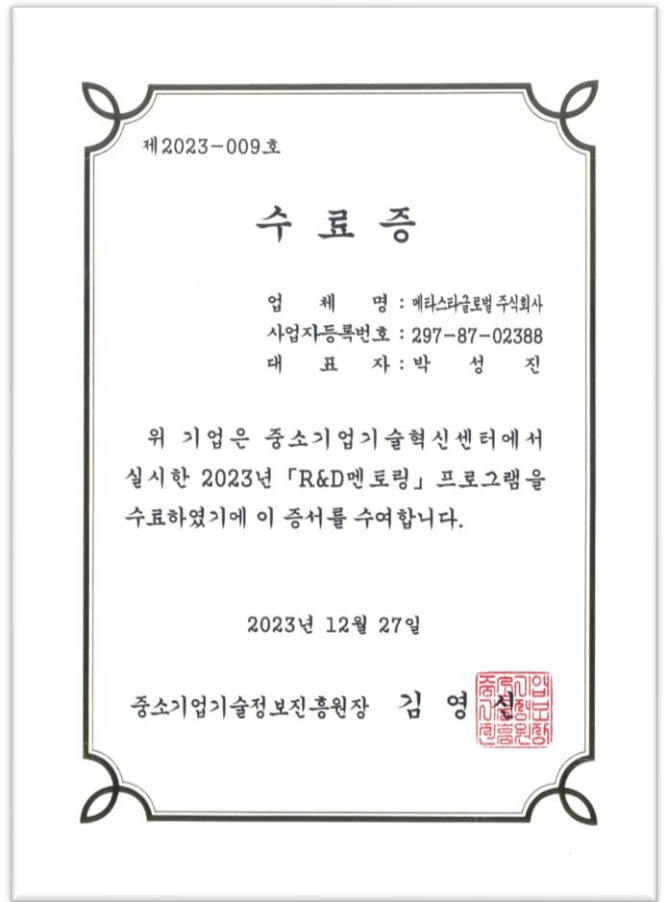 제2023-009호
수 료 증
업 체 명 : 메타스타글로벌 주식회사
사업자등록번호 : 297-87-02388
대 표 자 : 박 성 진
위 기업은 중소기업기술혁신센터에서
실시한 2023년 「R&D멘토링」 프로그램을
수료하였기에 이 증서를 수여합니다.
2023년 12월 27일
중소기업기술정보진흥원장 김 영